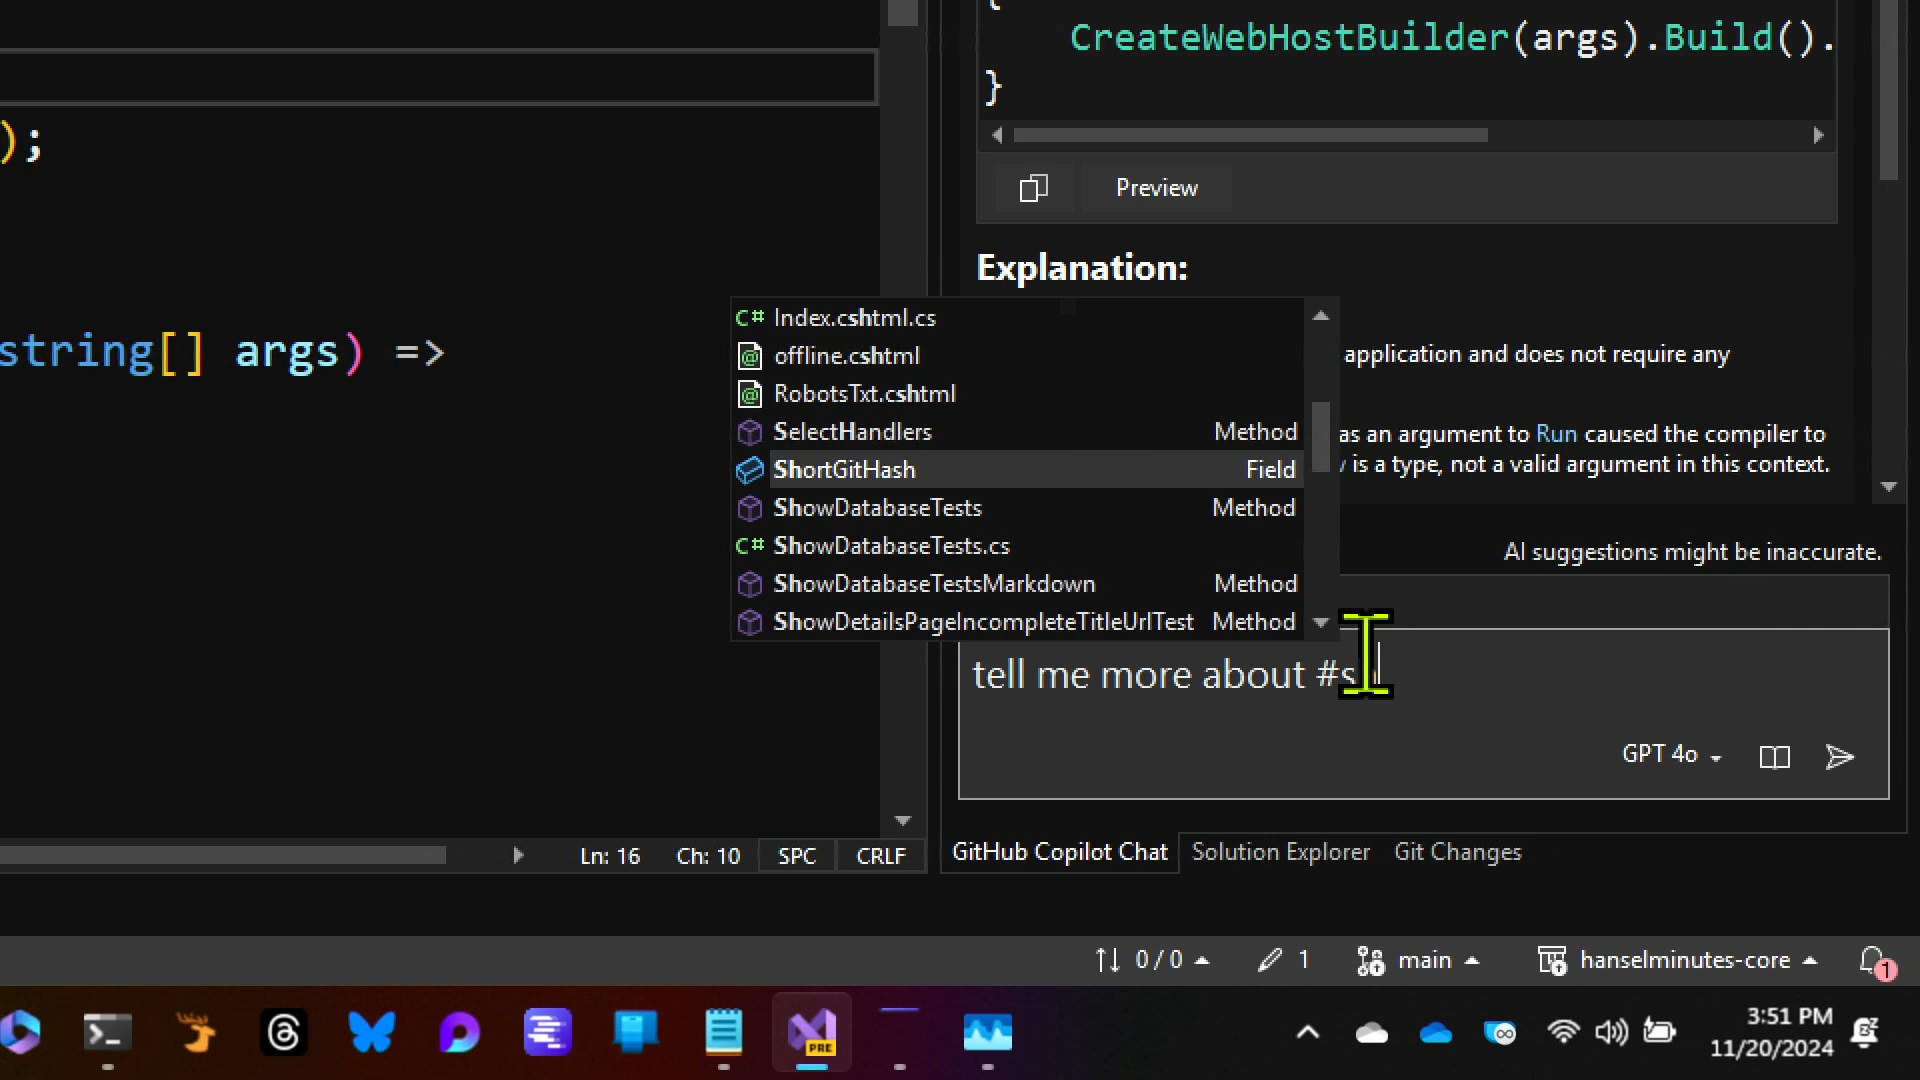 {
CreateWebHostBuilder(args).Build().
}
);
Preview
Explanation:
string[] args) =>
Index.cshtml.cs
offline.cshtml
RobotsTxt.cshtml
SelectHandlers Method
ShortGitHash Field
ShowDatabaseTests Method
ShowDatabaseTests.cs
ShowDatabaseTestsMarkdown Method
ShowDetailsPageIncompleteTitleUrlTest Method
application and does not require any
as an argument to Run caused the compiler to
is a type, not a valid argument in this context.
AI suggestions might be inaccurate.
tell me more about #s
GPT 4o
Ln: 16 Ch: 10 SPC CRLF
GitHub Copilot Chat Solution Explorer Git Changes
0 / 0 1 main hanselminutes-core 1
PRE
3:51 PM
11/20/2024